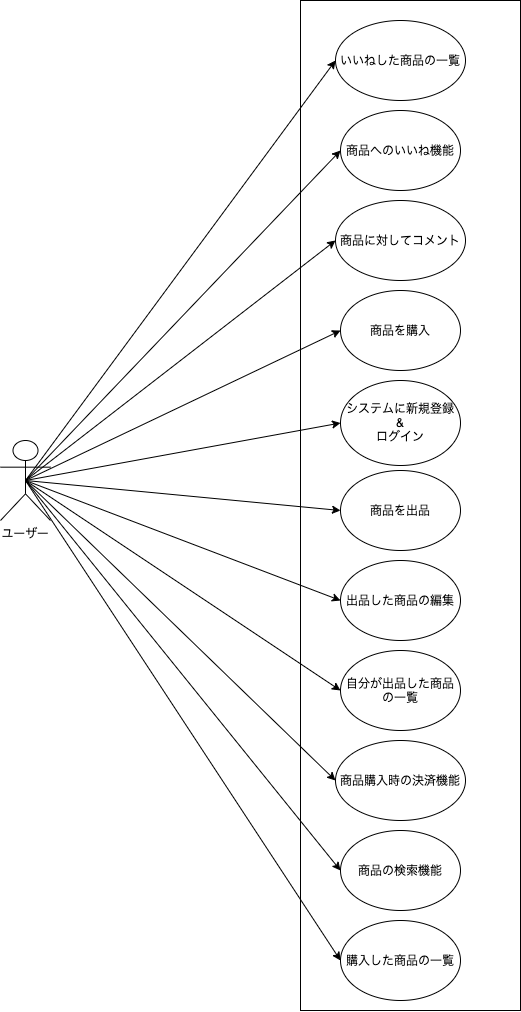 いいねした商品の一覧
商品へのいいね機能
商品に対してコメント
商品を購入
システムに新規登録
&
ログイン
商品を出品
ユーザー
出品した商品の編集
自分が出品した商品
の一覧
商品購入時の決済機能
商品の検索機能
購入した商品の一覧